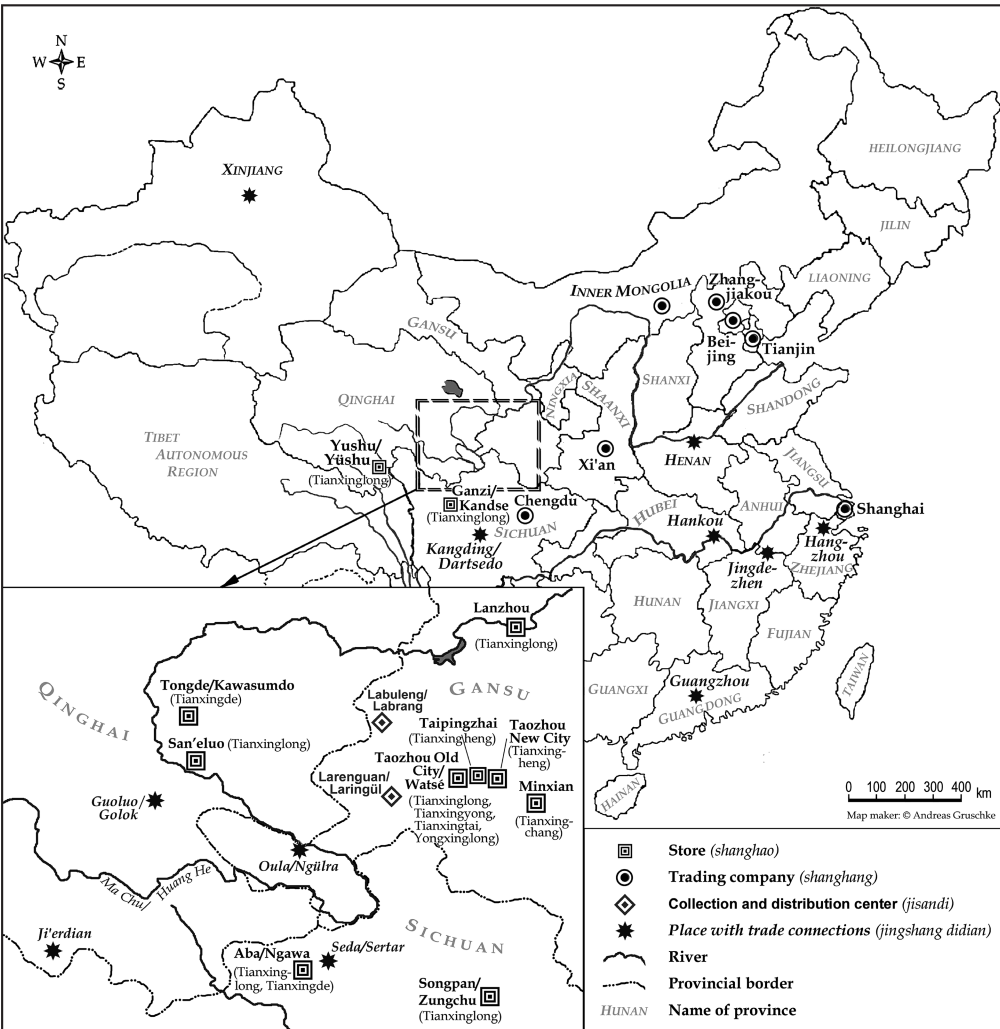 N
W E
S
XINJIANG
HEILONGJIANG
JILIN
LIAONING
INNER MONGOLIA
Zhang-
jiakou
Bei-
jing
Tianjin
GANSU
NINGXIA
SHAANXI
SHANXI
SHANDONG
QINGHAI
TIBET
AUTONOMOUS
REGION
Yushu/
Yüshu
(Tianxinglong)
Xi'an
HENAN
JIANGSU
Ganzi/
Kandse
(Tianxinglong)
Chengdu
SICHUAN
Kangding/
Dartsedo
HUBEI
Hankou
ANHUI
Shanghai
Hang-
zhou
ZHEJIANG
Jingde-
zhen
HUNAN
JIANGXI
FUJIAN
GUANGXI
Guangzhou
GUANGDONG
TAIWAN
HAINAN
0 100 200 300 400 km
Map maker: © Andreas Gruschke
Lanzhou
(Tianxinglong)
QINGHAI
GANSU
Tongde/Kawasumdo
(Tianxingde)
Labuleng/
Labrang
San'eluo (Tianxinglong)
Taipingzhai
(Tianxingheng)
Taozhou
New City
(Tianxing-
heng)
Taozhou Old
City/
Watsé
(Tianxinglong,
Tianxingyong,
Tianxingtai,
Yongxinglong)
Larenguan/
Laringül
Minxian
(Tianxing-
chang)
Guoluo/
Golok
Oula/Ngülra
Ma Chu/ Huang He
Ji'erdian
Aba/Ngawa
(Tianxing-
long, Tianxingde)
Seda/Sertar
SICHUAN
Songpan/
Zungchu
(Tianxinglong)
Store (shanghao)
Trading company (shanghang)
Collection and distribution center (jisandi)
Place with trade connections (jingshang didian)
River
Provincial border
HUNAN Name of province